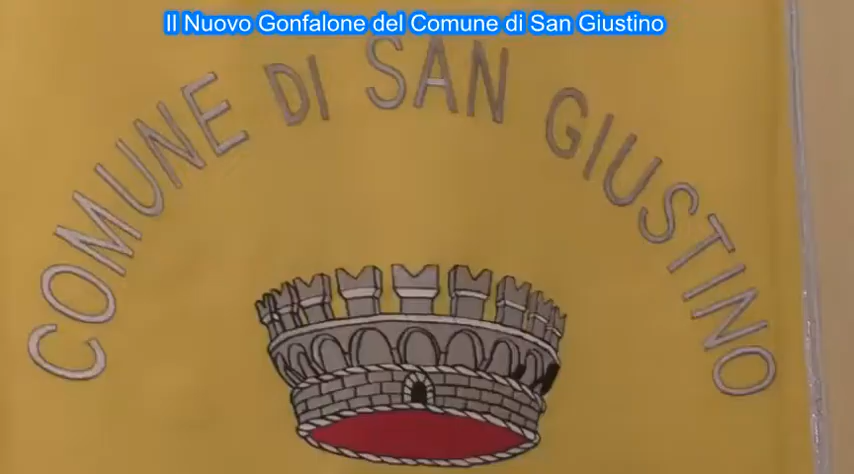 Il Nuovo Gonfalone del Comune di San Giustino
COMUNE DI SAN GIUSTINO